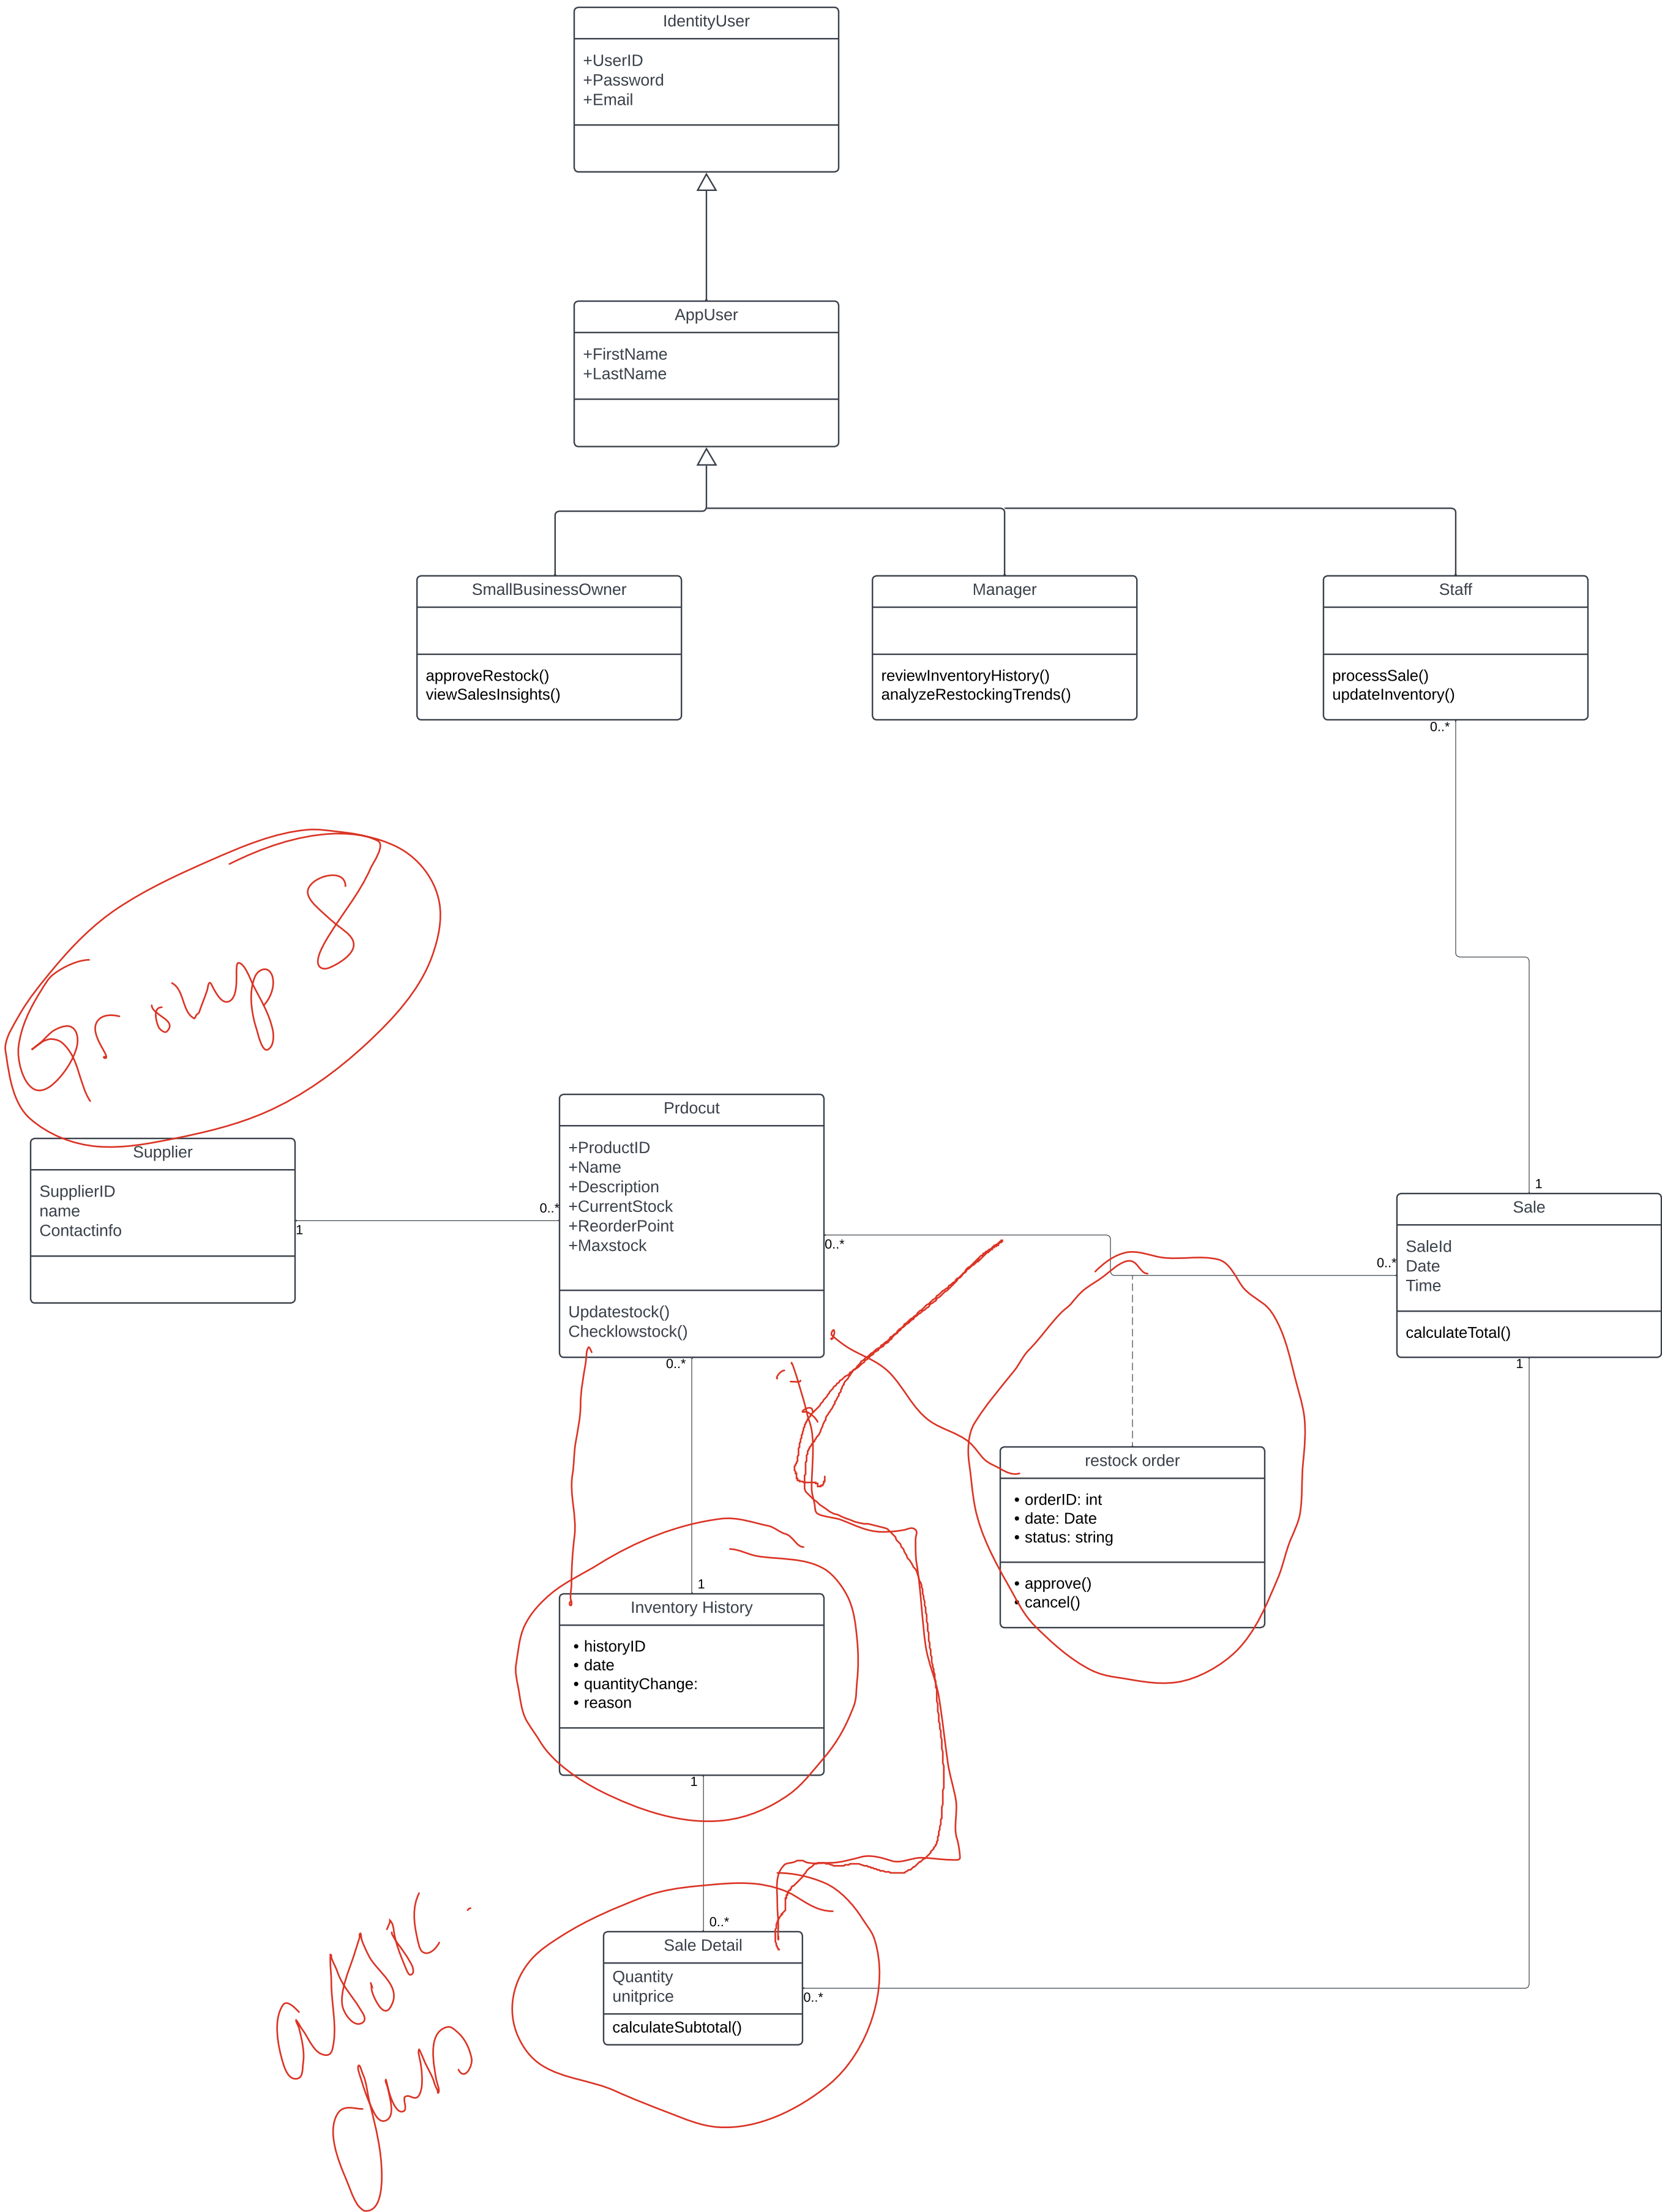 IdentityUser
+UserID
+Password
+Email
AppUser
+FirstName
+LastName
SmallBusinessOwner
approveRestock()
viewSalesInsights()
Manager
reviewInventoryHistory()
analyzeRestockingTrends()
Staff
processSale()
updateInventory()
0..*
group 8
Supplier
SupplierID
name
Contactinfo
1
0..*
Prdocut
+ProductID
+Name
+Description
+CurrentStock
+ReorderPoint
+Maxstock
Updatestock()
Checklowstock()
0..*
0..*
1
Sale
SaleId
Date
Time
calculateTotal()
0..*
1
restock order
• orderID: int
• date: Date
• status: string
• approve()
• cancel()
1
Inventory History
• historyID
• date
• quantityChange:
• reason
1
0..*
Sale Detail
Quantity
unitprice
calculateSubtotal()
0..*